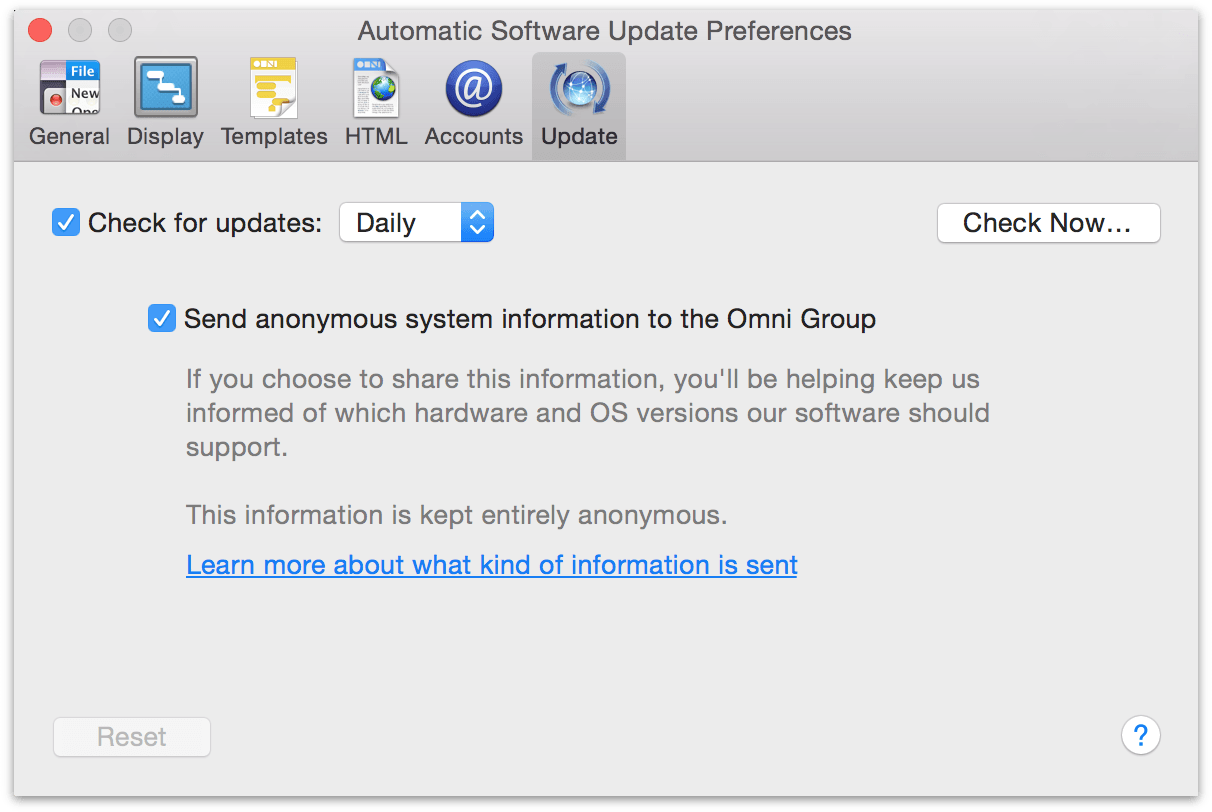 Automatic Software Update Preferences
File
New
OMNI
OMNI
@
General Display Templates HTML Accounts Update
Check for updates: Daily Check Now...
Send anonymous system information to the Omni Group
If you choose to share this information, you'll be helping keep us
informed of which hardware and OS versions our software should
support.
This information is kept entirely anonymous.
Learn more about what kind of information is sent
Reset ?